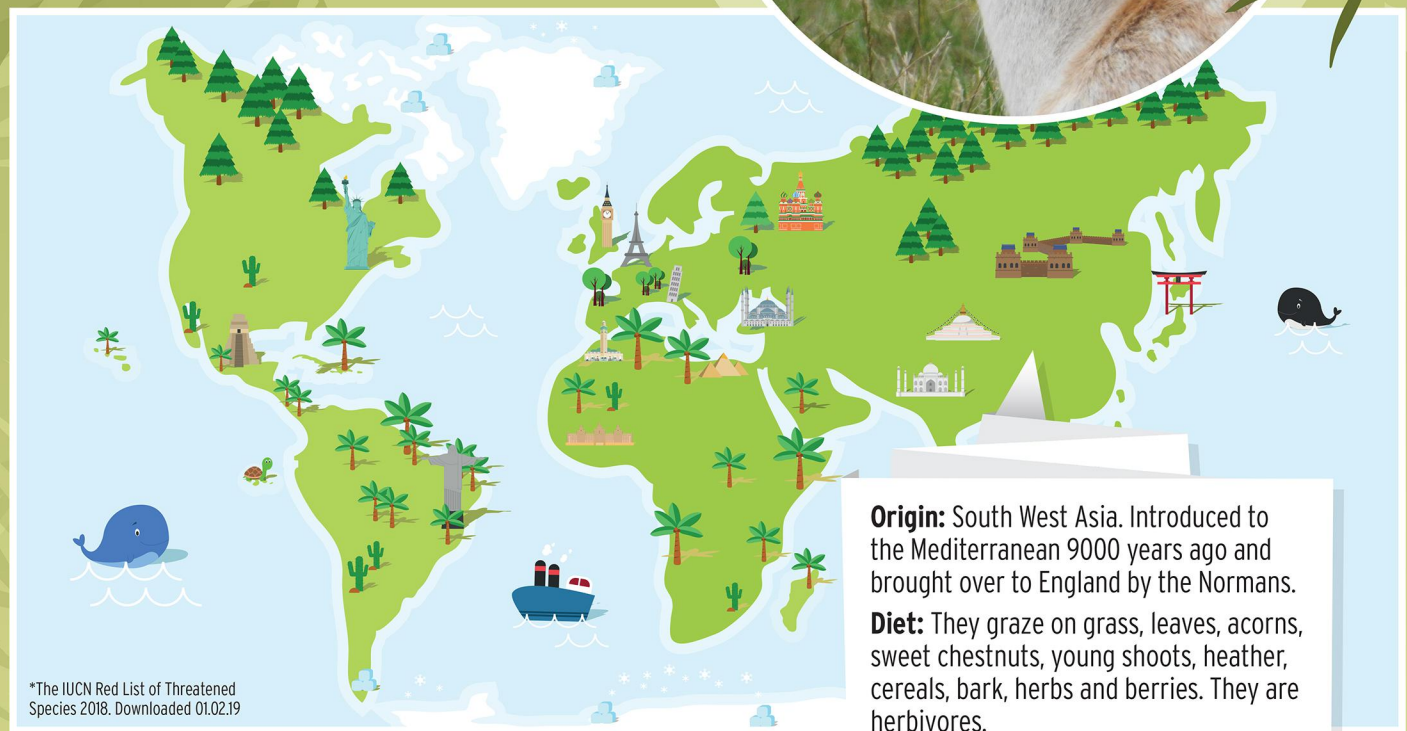 Origin: South West Asia. Introduced to
the Mediterranean 9000 years ago and
brought over to England by the Normans.
Diet: They graze on grass, leaves, acorns,
sweet chestnuts, young shoots, heather,
cereals, bark, herbs and berries. They are
herbivores.
*The IUCN Red List of Threatened
Species 2018. Downloaded 01.02.19